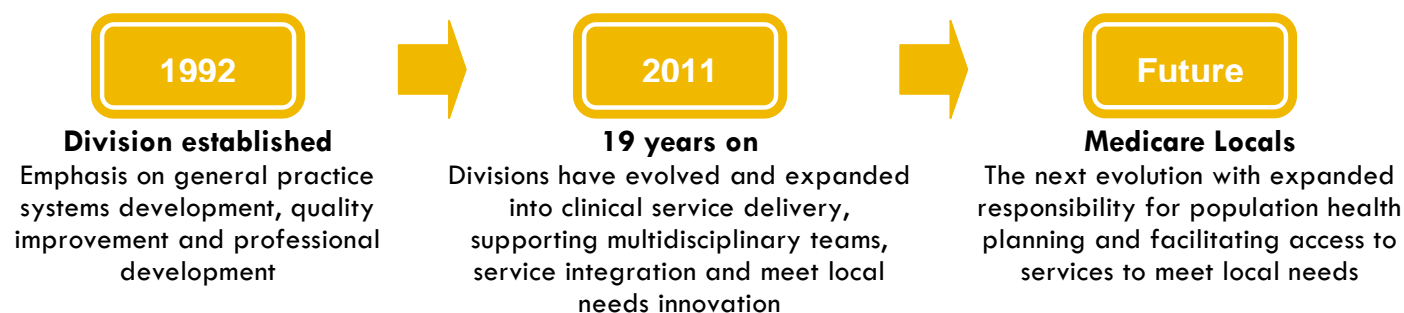 1992
Division established
Emphasis on general practice
systems development, quality
improvement and professional
development
2011
19 years on
Divisions have evolved and expanded
into clinical service delivery,
supporting multidisciplinary teams,
service integration and meet local
needs innovation
Future
Medicare Locals
The next evolution with expanded
responsibility for population health
planning and facilitating access to
services to meet local needs